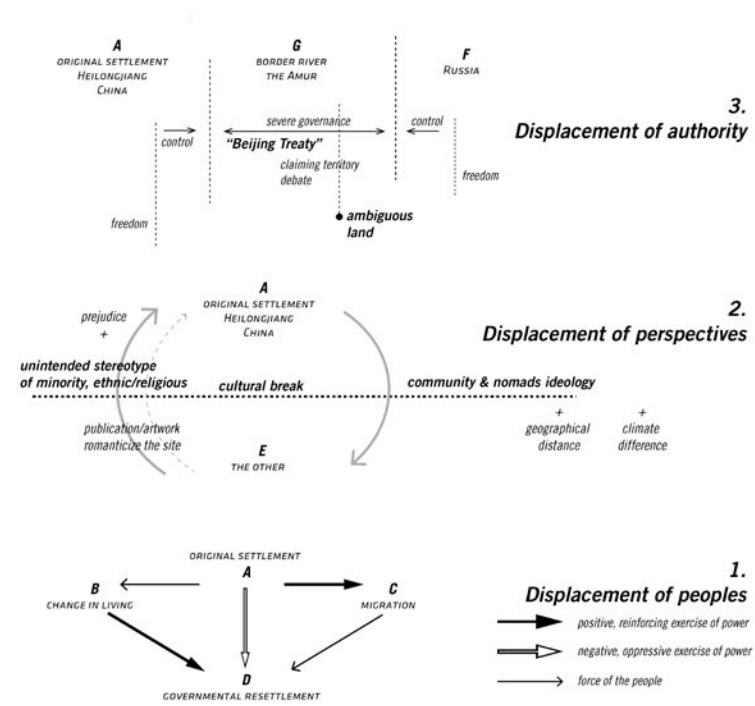 A
ORIGINAL SETTLEMENT
HEILONGJIANG
CHINA
G
BORDER RIVER
THE AMUR
F
RUSSIA
3.
Displacement of authority
control
severe governance
"Beijing Treaty"
control
claiming territory
debate
freedom
freedom
ambiguous
land
A
ORIGINAL SETTLEMENT
HEILONGJIANG
CHINA
2.
Displacement of perspectives
prejudice
+
unintended stereotype
of minority, ethnic/religious
cultural break
community & nomads ideology
publication/artwork
romanticize the site
+
geographical
distance
+
climate
difference
E
THE OTHER
ORIGINAL SETTLEMENT
A
B
CHANGE IN LIVING
C
MIGRATION
D
GOVERNMENTAL RESETTLEMENT
1.
Displacement of peoples
positive, reinforcing exercise of power
negative, oppressive exercise of power
force of the people